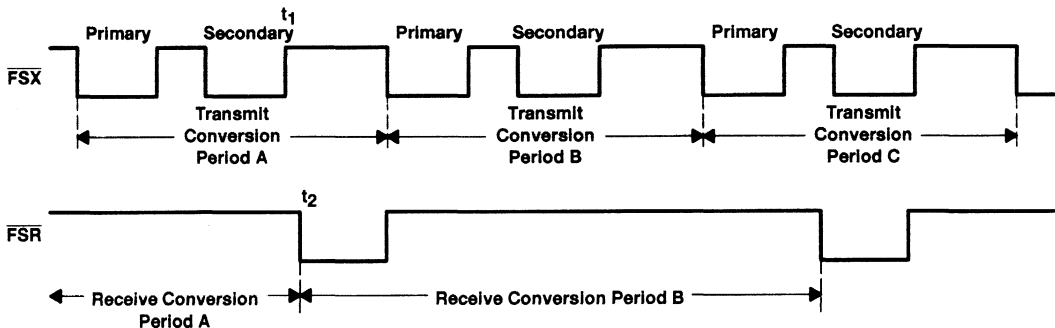 t1
Primary Secondary Primary Secondary Primary Secondary
FSX
Transmit Transmit Transmit
Conversion Conversion Conversion
Period A Period B Period C
t2
FSR
Receive Conversion Receive Conversion Period B
Period A